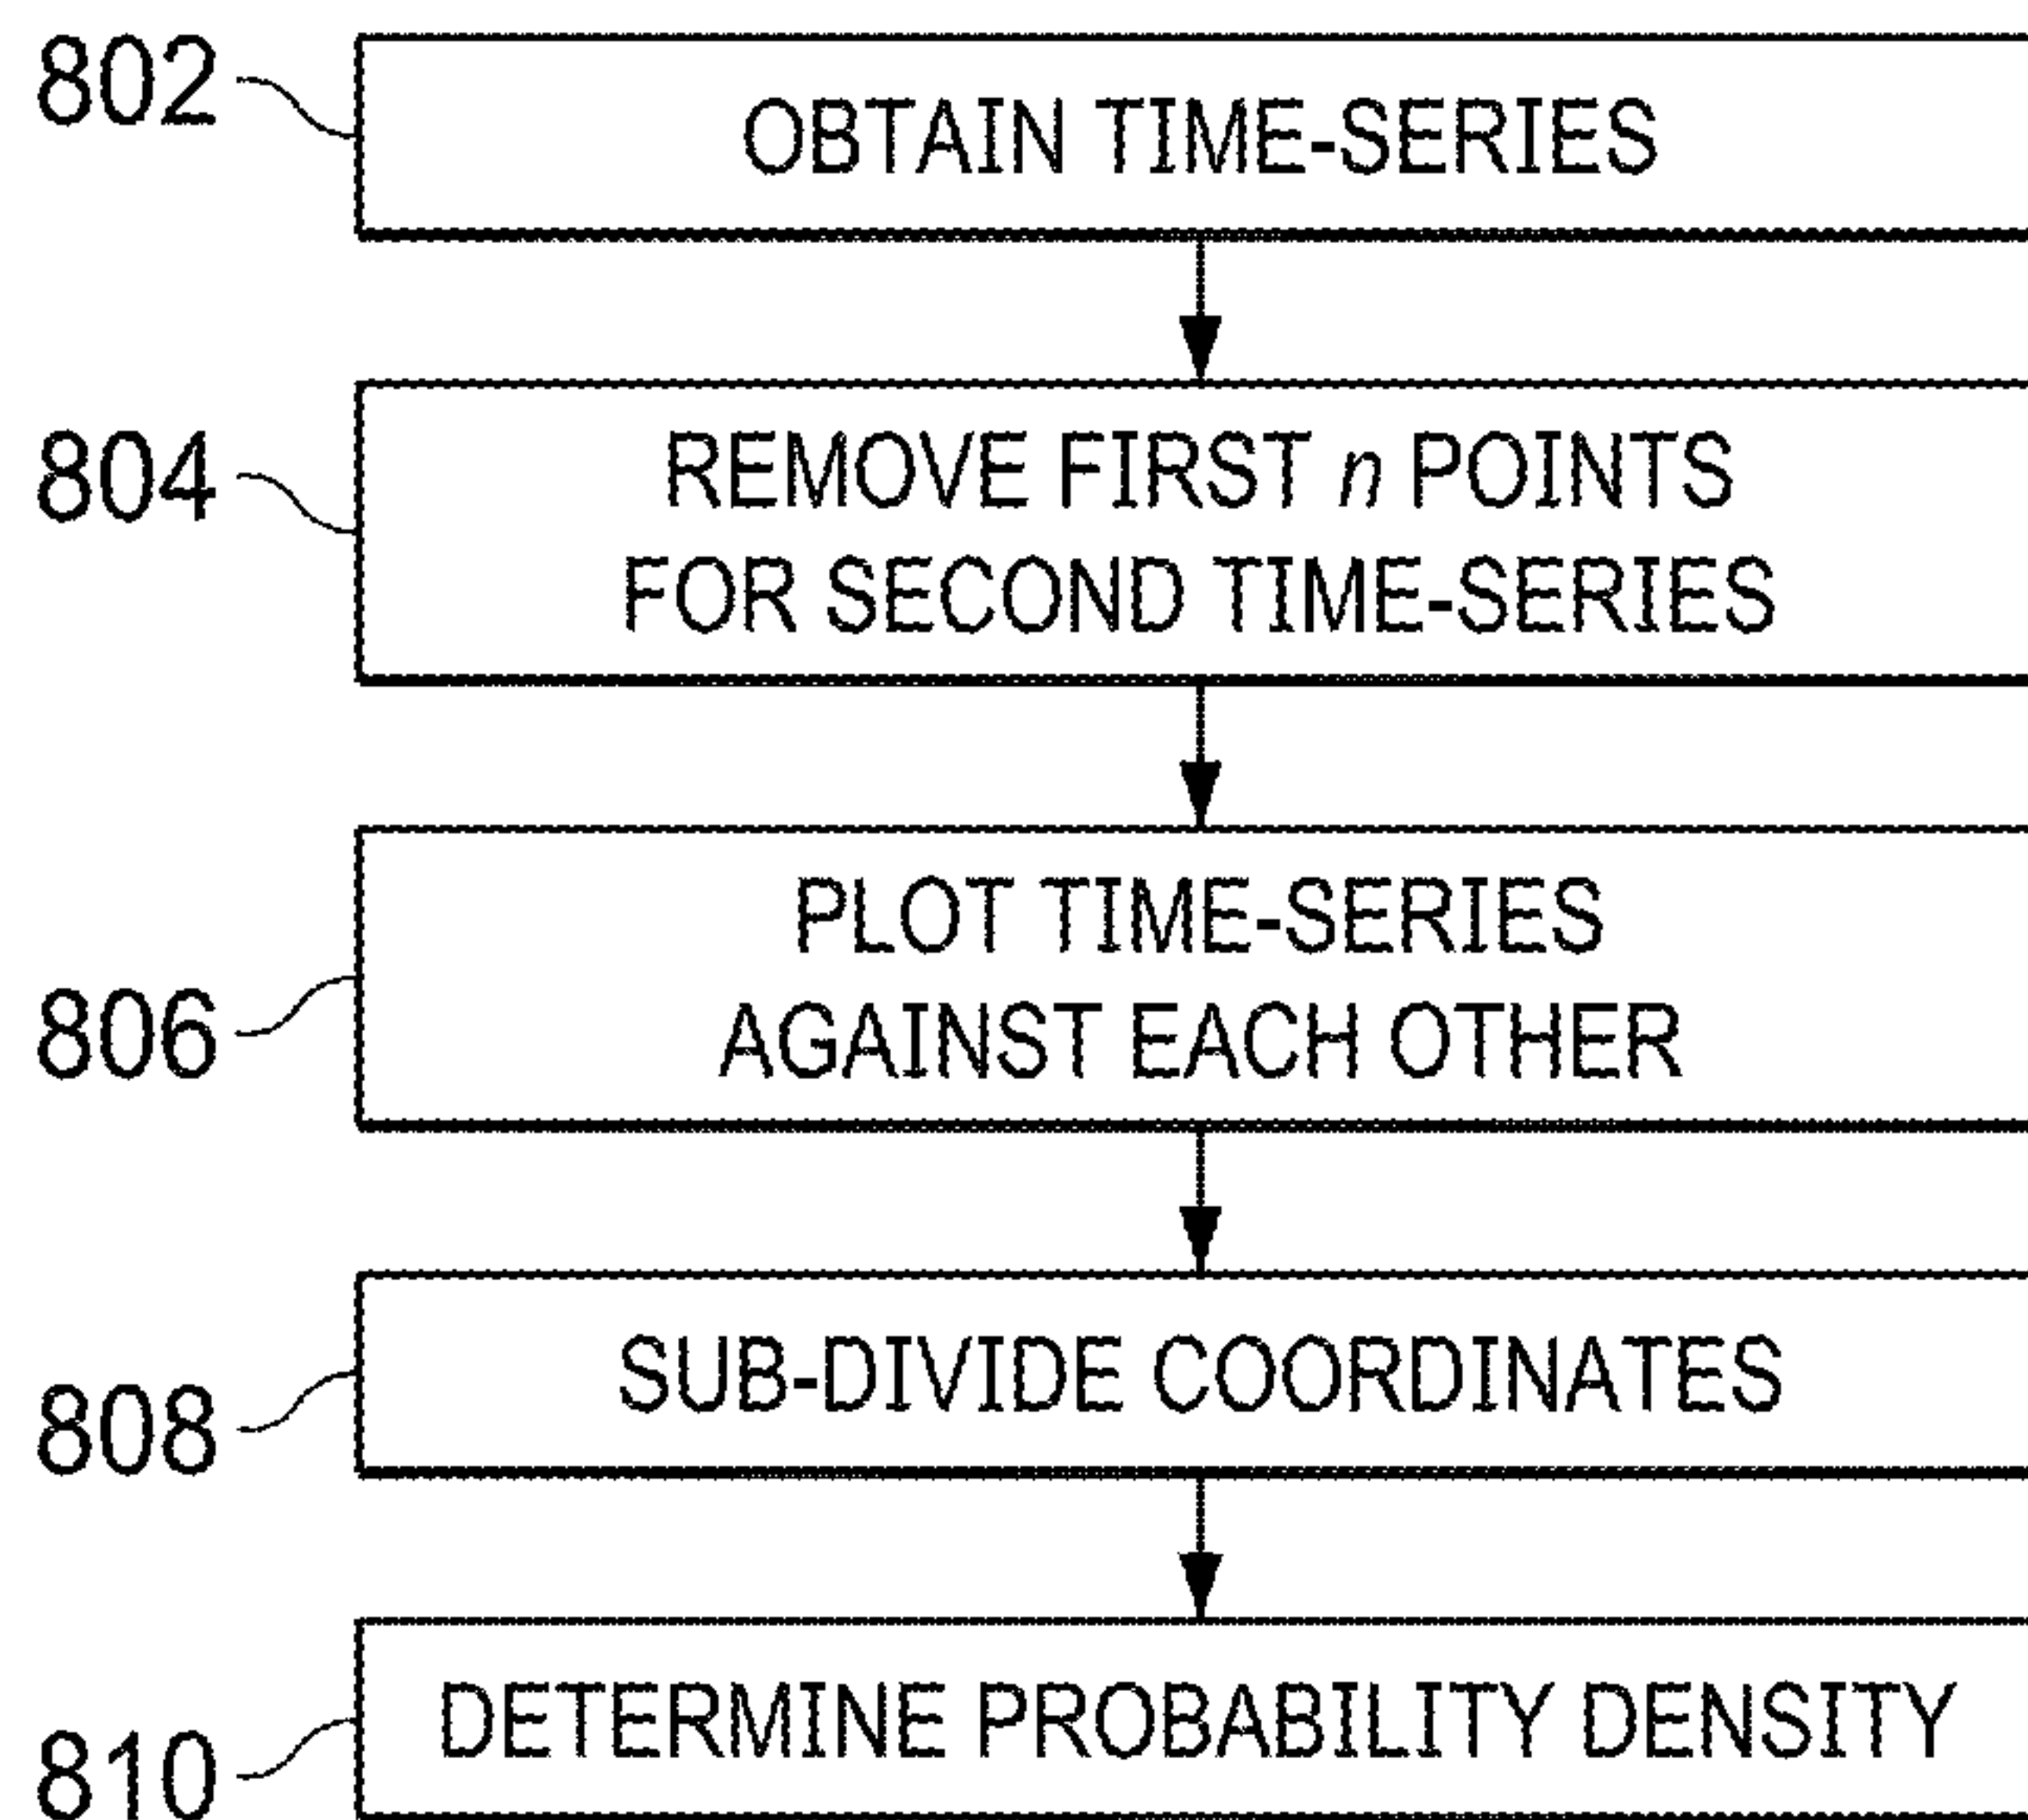 802
OBTAIN TIME-SERIES
804
REMOVE FIRST n POINTS
FOR SECOND TIME-SERIES
806
PLOT TIME-SERIES
AGAINST EACH OTHER
808
SUB-DIVIDE COORDINATES
810
DETERMINE PROBABILITY DENSITY